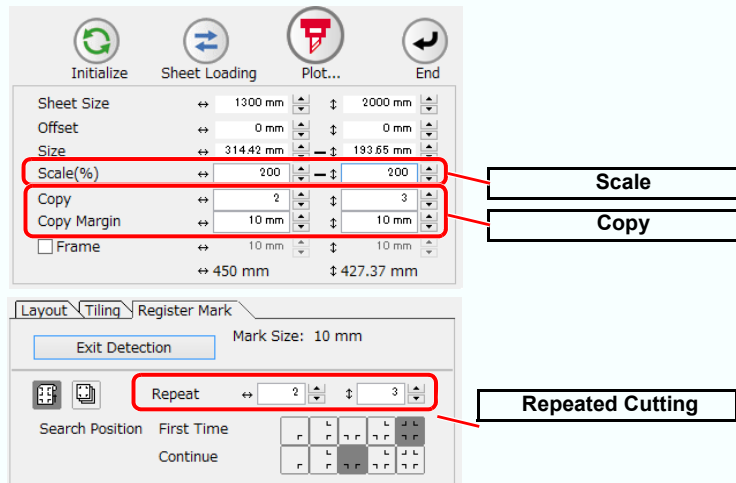 Initialize Sheet Loading Plot... End
Sheet Size ↔ 1300 mm ↕ 2000 mm
Offset ↔ 0 mm ↕ 0 mm
Size ↔ 314.42 mm ↕ 193.65 mm
Scale(%) ↔ 200 ↕ 200
Scale
Copy ↔ 2 ↕ 3
Copy
Copy Margin ↔ 10 mm ↕ 10 mm
Frame ↔ 10 mm ↕ 10 mm
↔ 450 mm ↕ 427.37 mm
Layout Tiling Register Mark
Exit Detection Mark Size: 10 mm
Repeat ↔ 2 ↕ 3
Repeated Cutting
Search Position First Time
Continue